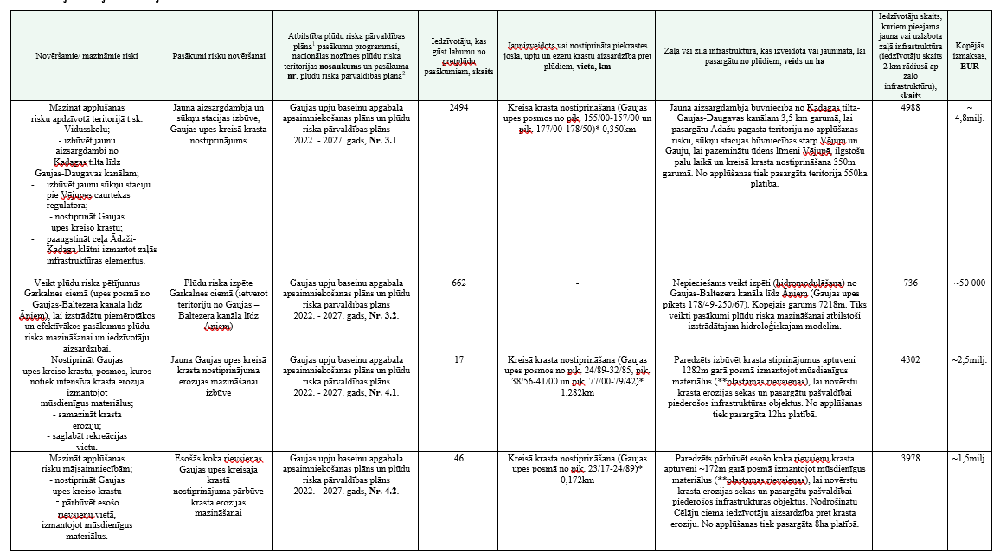 Novēršamie/ mazināmie riski
Pasākumi risku novēršanai
Atbilstība plūdu riska pārvaldības
plāna¹ pasākumu programmai,
nacionālas nozīmes plūdu riska
teritorijas nosaukums un pasākuma
nr. plūdu riska pārvaldības plānā²
Iedzīvotāju, kas
gūst labumu no
pretplūdu
pasākumiem, skaits
Jaunizveidota vai nostiprināta piekrastes
josla, upju un ezeru krastu aizsardzība pret
plūdiem, vieta, km
Zaļā vai zilā infrastruktūra, kas izveidota vai jaunināta, lai
pasargātu no plūdiem, veids un ha
Iedzīvotāju skaits,
kuriem pieejama
jauna vai uzlabota
zaļā infrastruktūra
(iedzīvotāju skaits
2 km rādiusā ap
zaļo
infrastruktūru),
skaits
Kopējās
izmaksas,
EUR
Mazināt applūšanas
risku apdzīvotā teritorijā t.sk.
Vidusskolu;
- izbūvēt jaunu
aizsargdambi no
Kadagas tilta līdz
Gaujas-Daugavas kanālam;
- izbūvēt jaunu sūkņu staciju
pie Vējupes caurtekas
regulatora;
- nostiprināt Gaujas
upes kreiso krastu;
- paaugstināt ceļa Ādaži-
Kadaga klātni izmantot zaļās
infrastruktūras elementus.
Jauna aizsargdambja un
sūkņu stacijas izbūve,
Gaujas upes kreisā krasta
nostiprinājums
Gaujas upju baseinu apgabala
apsaimniekošanas plāns un plūdu
risku pārvaldības plāns
2022. - 2027. gads, Nr. 3.1.
2494
Kreisā krasta nostiprināšana (Gaujas
upes posmos no pik. 155/00-157/00 un
pik. 177/00-178/50)* 0,350km
Jauna aizsargdambja būvniecība no Kadagas tilta-
Gaujas-Daugavas kanālam 3,5 km garumā, lai
pasargātu Ādažu pagasta teritoriju no applūšanas
risku, sūkņu stacijas būvniecības starp Vējupi un
Gauju, lai pazeminātu ūdens līmeni Vējupē, ilgstošu
palu laikā un kreisā krasta nostiprināšana 350m
garumā. No applūšanas tiek pasargāta teritorija 550ha
platībā.
4988
~
4,8milj.
Veikt plūdu riska pētījumus
Garkalnes ciemā (upes posmā no
Gaujas-Baltezera kanāla līdz
Āņiem), lai izstrādātu piemērotākos
un efektīvākos pasākumus plūdu
riska mazināšanai un iedzīvotāju
aizsardzībai.
Plūdu riska izpēte
Garkalnes ciemā (ietverot
teritoriju no Gaujas –
Baltezera kanāla līdz
Āņiem)
Gaujas upju baseinu apgabala
apsaimniekošanas plāns un plūdu
risku pārvaldības plāns
2022. - 2027. gads, Nr. 3.2.
662
-
Nepieciešams veikt izpēti (hidromodulēšana) no
Gaujas-Baltezera kanāla līdz Āņiem (Gaujas upes
pikets 178/49-250/67). Kopējais garums 7218m. Tiks
veikti pasākumi plūdu riska mazināšanai atbilstoši
izstrādātajam hidroloģiskajam modelim.
736
~50 000
Nostiprināt Gaujas
upes kreiso krastu, posmos, kuros
notiek intensīva krasta erozija
izmantojot
mūsdienīgus materiālus;
- samazināt krasta
eroziju;
- saglabāt rekreācijas
vietu.
Jauna Gaujas upes kreisā
krasta nostiprinājuma
erozijas mazināšanai
izbūve
Gaujas upju baseinu apgabala
apsaimniekošanas plāns un plūdu
risku pārvaldības plāns
2022. - 2027. gads, Nr. 4.1.
17
Kreisā krasta nostiprināšana (Gaujas
upes posmos no pik. 24/89-32/85, pik.
38/56-41/00 un pik. 77/00-79/42)*
1,282km
Paredzēts izbūvēt krasta stiprinājumus aptuveni
1282m garā posmā izmantojot mūsdienīgus
materiālus (**plastamas rievsienas), lai novērstu
krasta erozijas sekas un pasargātu pašvaldībai
piederošos infrastruktūras objektus. No applūšanas
tiek pasargāta 12ha platībā.
4302
~2,5milj.
Mazināt applūšanas
risku mājsaimniecībām;
- nostiprināt Gaujas
upes kreiso krastu
- pārbūvēt esošo
rievsienu vietā,
izmantojot mūsdienīgus
materiālus.
Esošās koka rievsienas
Gaujas upes kreisajā
krastā
nostiprinājuma pārbūve
krasta erozijas
mazināšanai
Gaujas upju baseinu apgabala
apsaimniekošanas plāns un plūdu
risku pārvaldības plāns
2022. - 2027. gads, Nr. 4.2.
46
Kreisā krasta nostiprināšana (Gaujas
upes posmā no pik. 23/17-24/89)*
0,172km
Paredzēts pārbūvēt esošo koka rievsienu krasta
aptuveni ~172m garā posmā izmantojot mūsdienīgus
materiālus (**plastamas rievsienas), lai novērstu
krasta erozijas sekas un pasargātu pašvaldībai
piederošos infrastruktūras objektus. Nodrošinātu
Cēlāju ciema iedzīvotāju aizsardzība pret krasta
eroziju. No applūšanas tiek pasargāta 8ha platībā.
3978
~1,5milj.